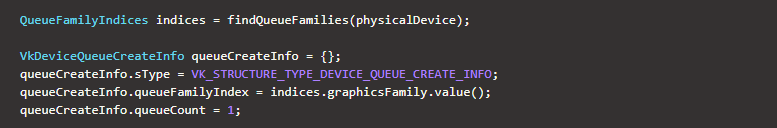 QueueFamilyIndices indices = findQueueFamilies(physicalDevice);
VkDeviceQueueCreateInfo queueCreateInfo = {};
queueCreateInfo.sType = VK_STRUCTURE_TYPE_DEVICE_QUEUE_CREATE_INFO;
queueCreateInfo.queueFamilyIndex = indices.graphicsFamily.value();
queueCreateInfo.queueCount = 1;